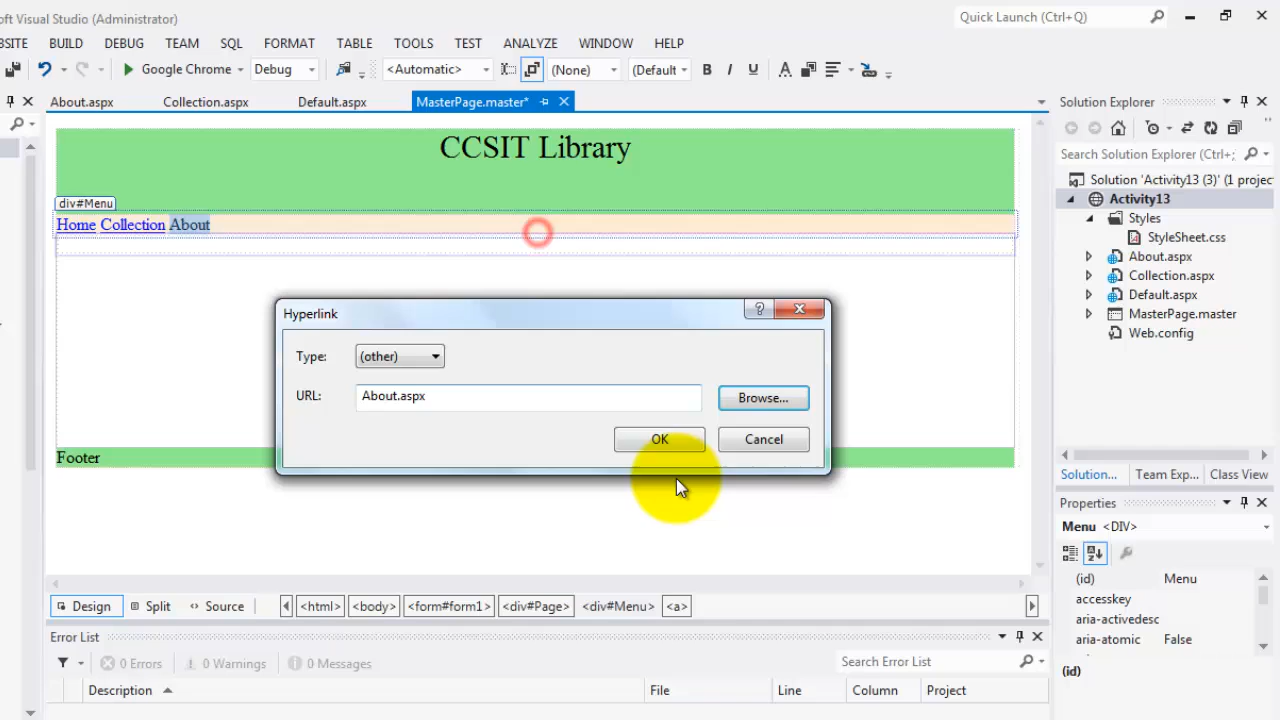 oft Visual Studio (Administrator)
Quick Launch (Ctrl+Q)
SITE BUILD DEBUG TEAM SQL FORMAT TABLE TOOLS TEST ANALYZE WINDOW HELP
Google Chrome Debug <Automatic> (None) (Default B I U A
About.aspx Collection.aspx Default.aspx MasterPage.master*
Solution Explorer
Search Solution Explorer (Ctrl+;
Solution 'Activity13 (3)' (1 projec
Activity13
Styles
StyleSheet.css
About.aspx
Collection.aspx
Default.aspx
MasterPage.master
Web.config
CCSIT Library
div#Menu
Home Collection About
Hyperlink
?
Type: (other)
URL: About.aspx Browse...
OK Cancel
Footer
Solution... Team Exp... Class View
Properties
Menu <DIV>
(id) Menu
accesskey
aria-activedesc
aria-atomic False
(id)
Design Split Source <html> <body> <form#form1> <div#Page> <div#Menu> <a>
Error List
0 Errors 0 Warnings 0 Messages Search Error List
Description File Line Column Project